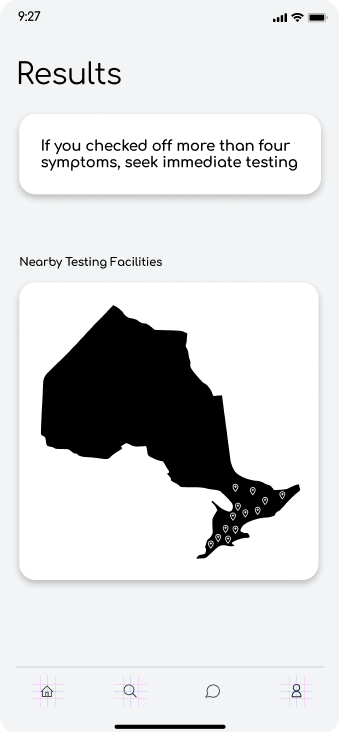 9:27
Results
If you checked off more than four
symptoms, seek immediate testing
Nearby Testing Facilities